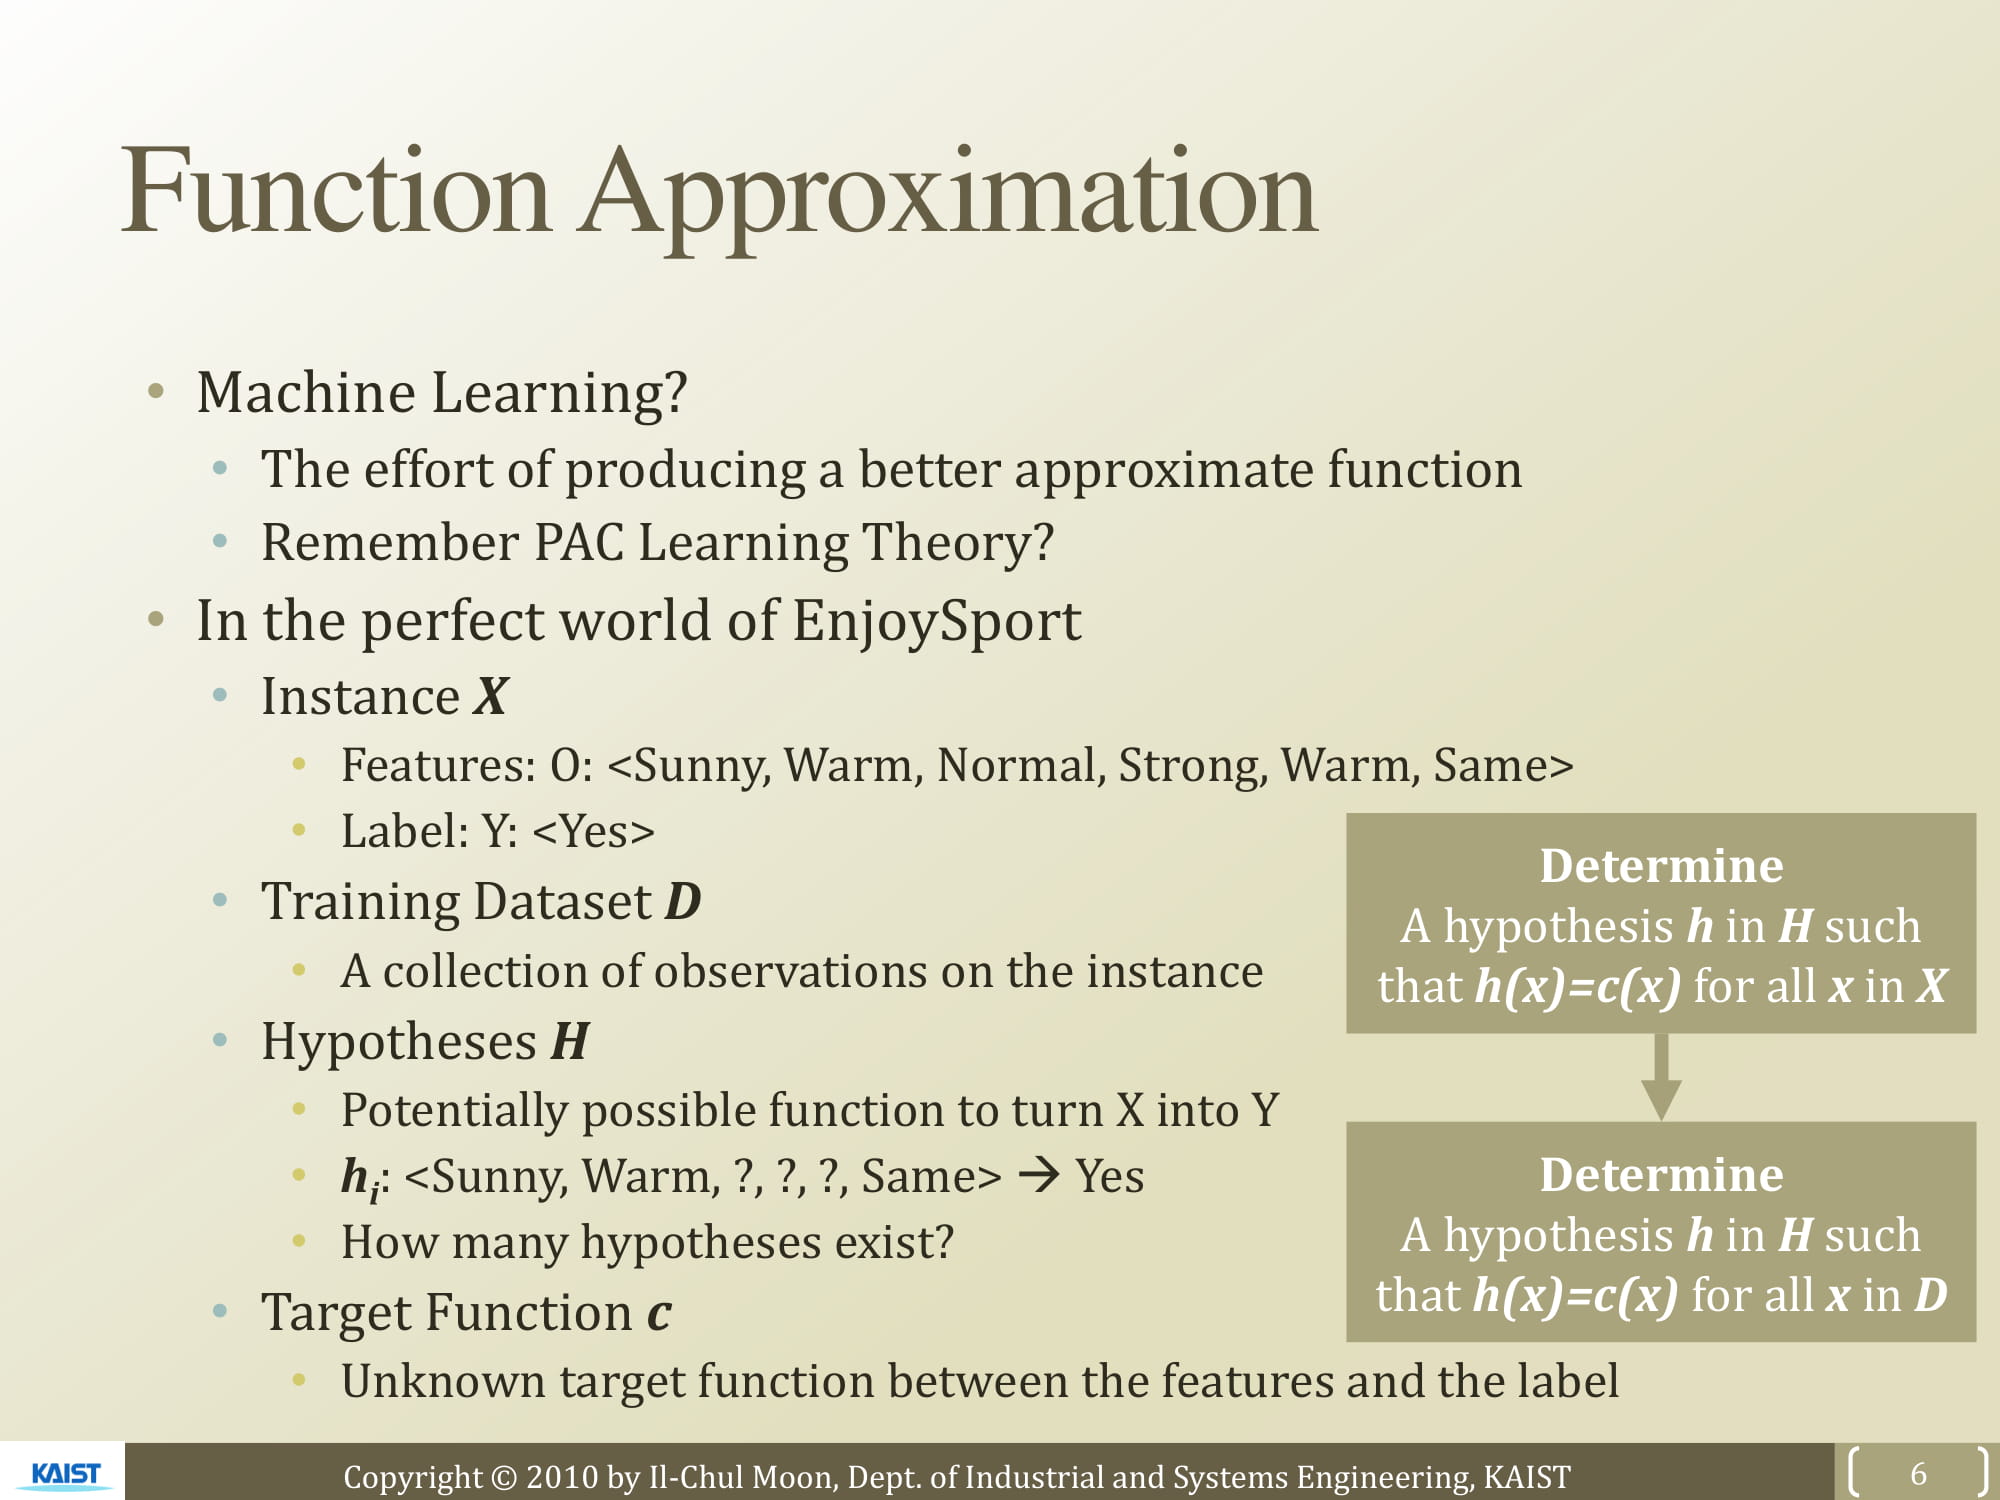 Function Approximation
• Machine Learning?
• The effort of producing a better approximate function
• Remember PAC Learning Theory?
• In the perfect world of EnjoySport
• Instance X
• Features: O: <Sunny, Warm, Normal, Strong, Warm, Same>
• Label: Y: <Yes>
• Training Dataset D
• A collection of observations on the instance
• Hypotheses H
• Potentially possible function to turn X into Y
• hi: <Sunny, Warm, ?, ?, ?, Same> → Yes
• How many hypotheses exist?
• Target Function c
• Unknown target function between the features and the label
Determine
A hypothesis h in H such
that h(x)=c(x) for all x in X
Determine
A hypothesis h in H such
that h(x)=c(x) for all x in D
KAIST
Copyright © 2010 by Il-Chul Moon, Dept. of Industrial and Systems Engineering, KAIST
6